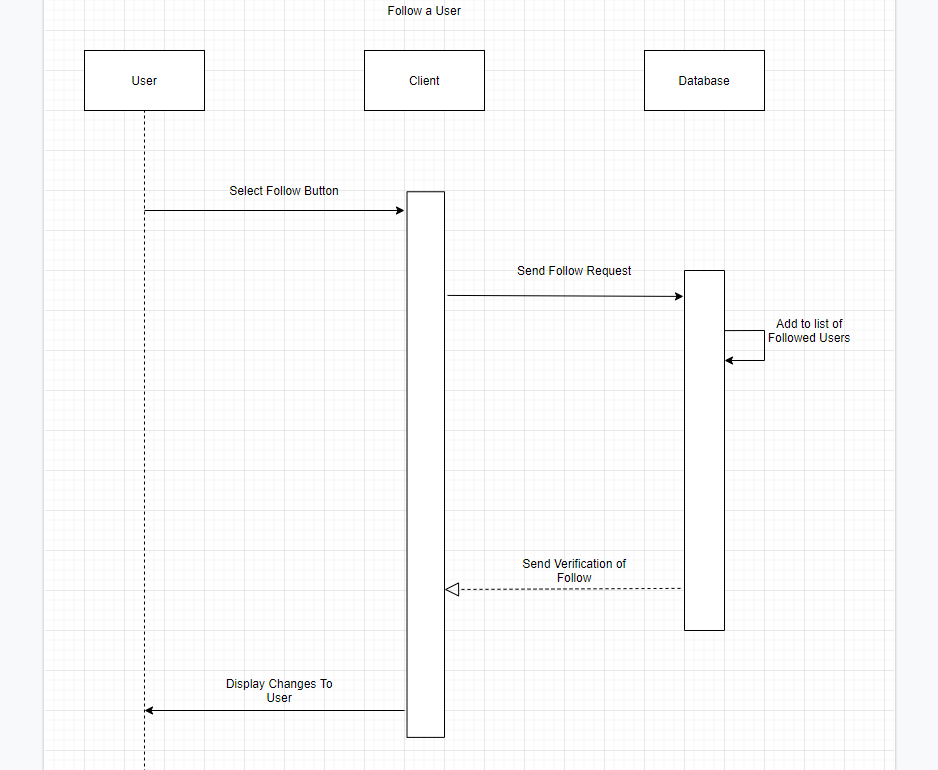 Follow a User
User
Client
Database
Select Follow Button
Send Follow Request
Add to list of
Followed Users
Send Verification of
Follow
Display Changes To
User